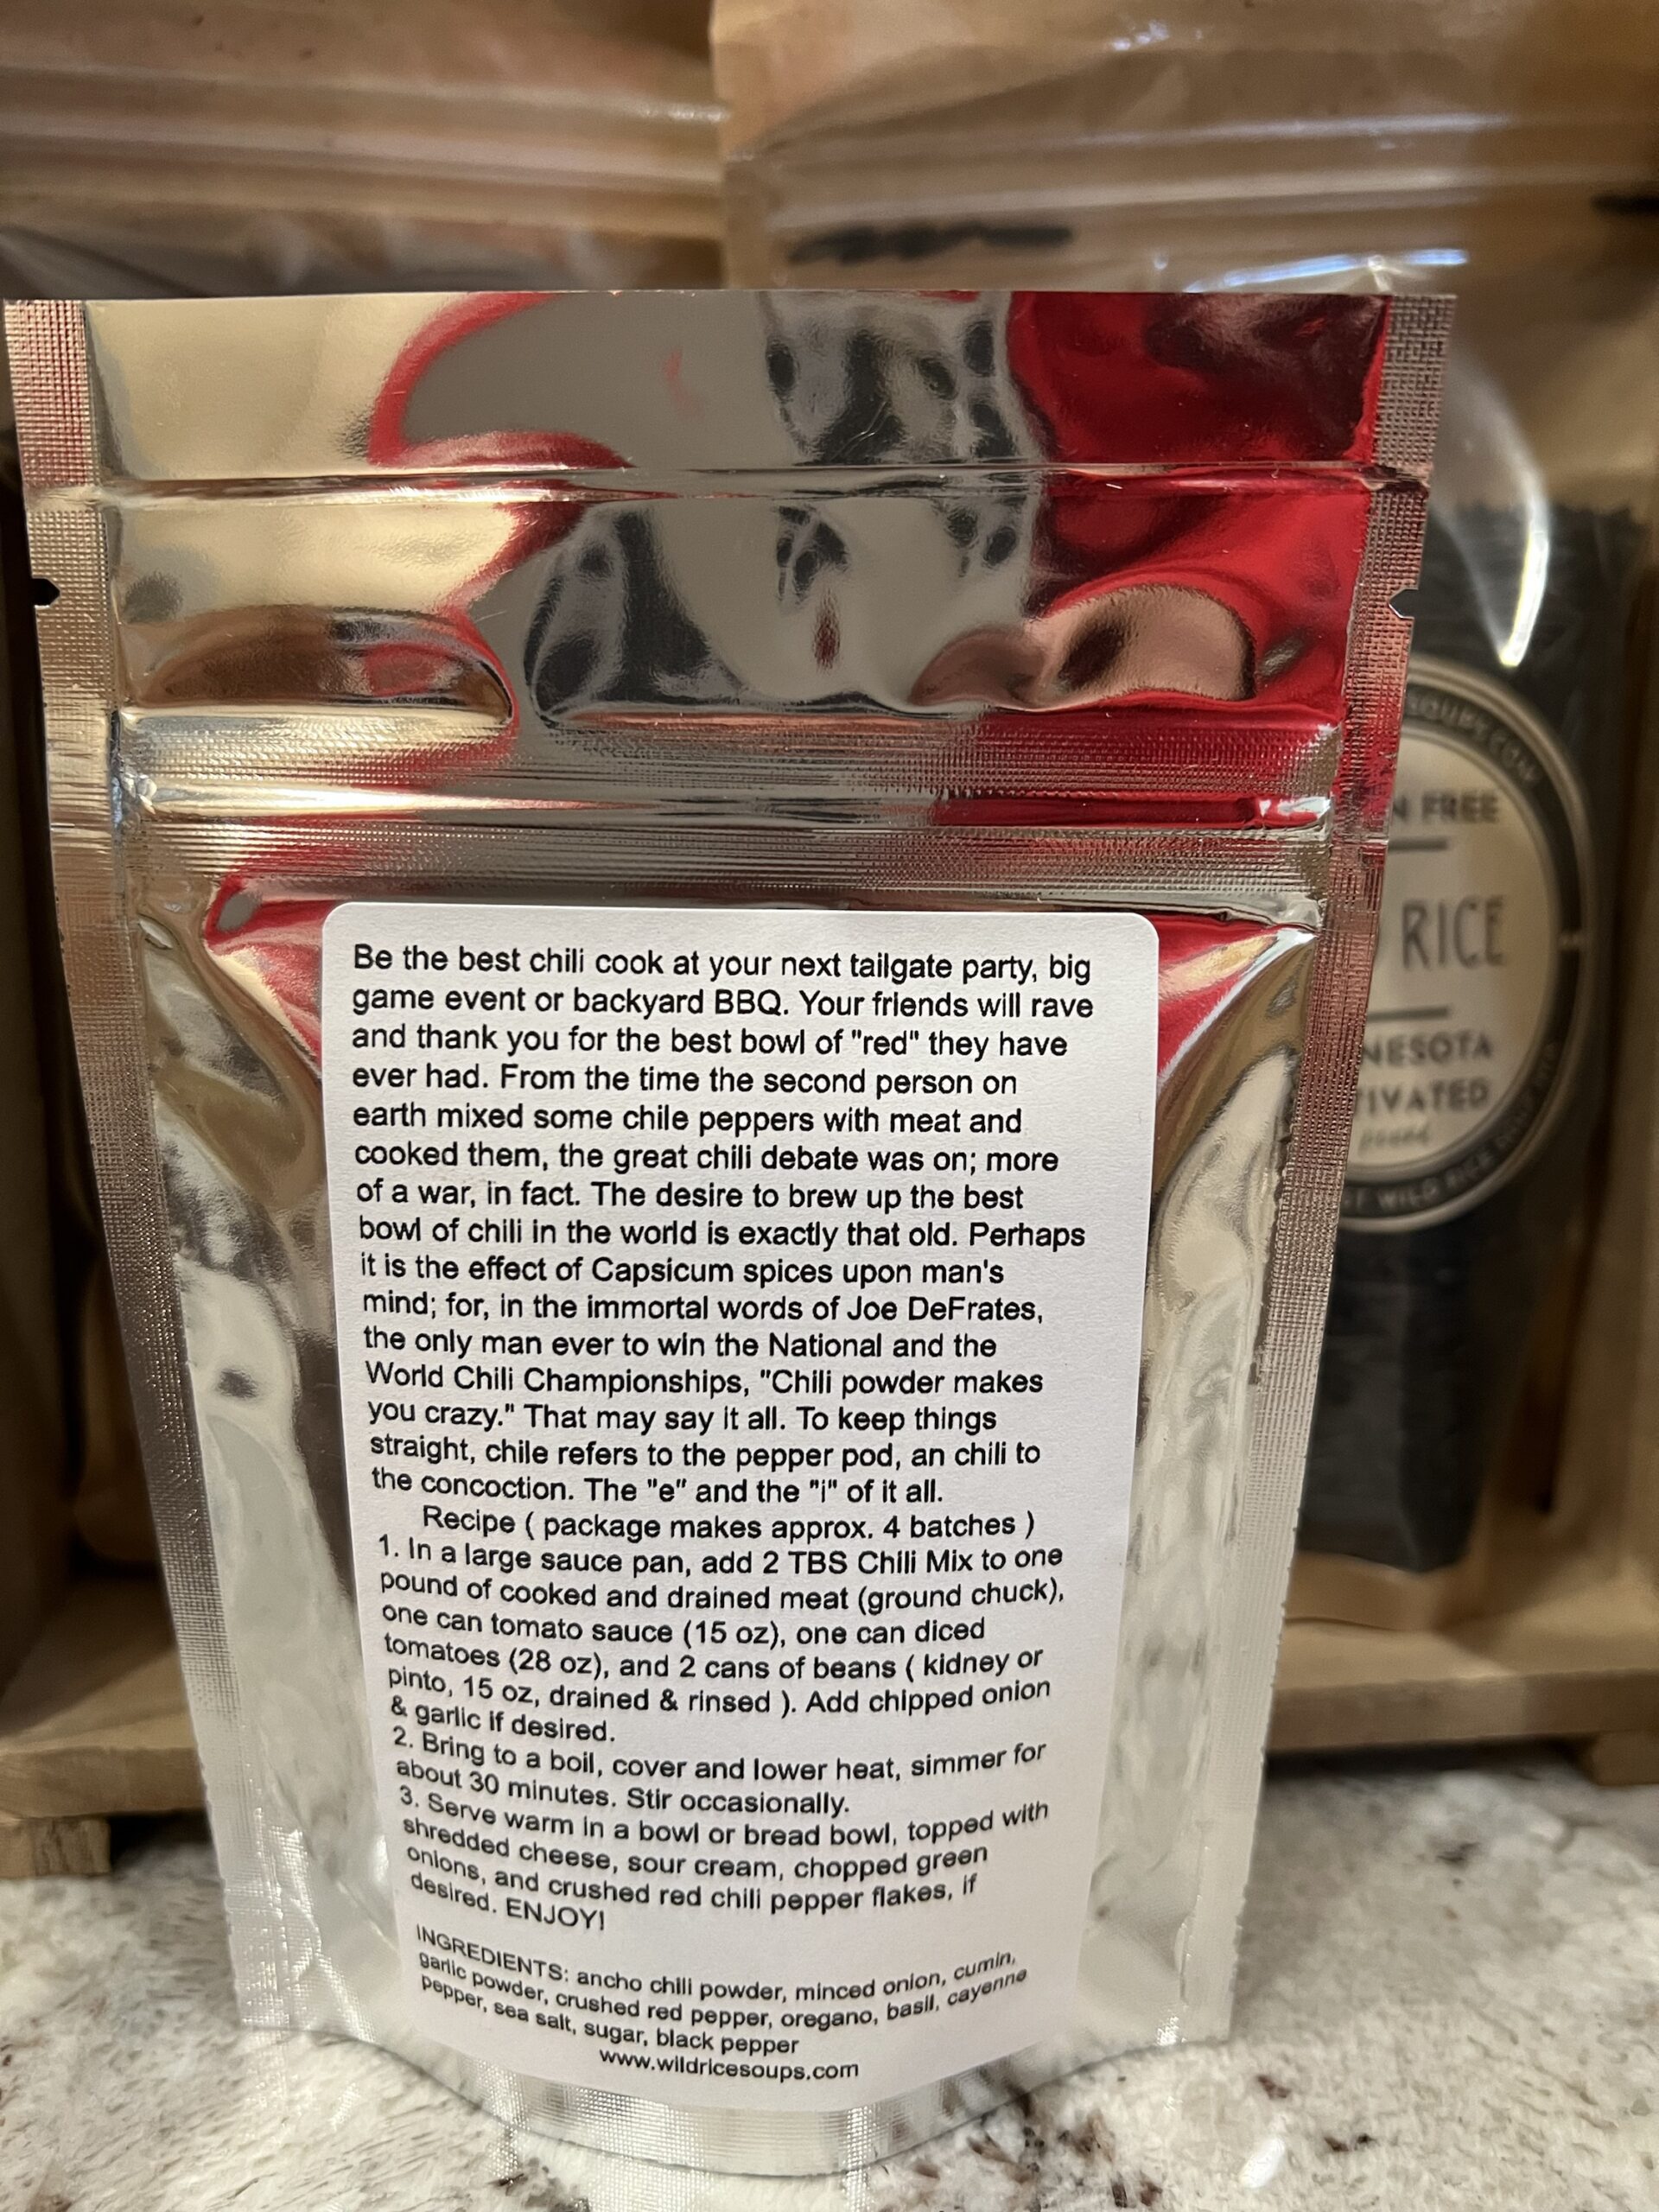 Be the best chili cook at your next tailgate party, big
game event or backyard BBQ. Your friends will rave
and thank you for the best bowl of "red" they have
ever had. From the time the second person on
earth mixed some chile peppers with meat and
cooked them, the great chili debate was on; more
of a war, in fact. The desire to brew up the best
bowl of chili in the world is exactly that old. Perhaps
it is the effect of Capsicum spices upon man's
mind; for, in the immortal words of Joe DeFrates,
the only man ever to win the National and the
World Chili Championships, "Chili powder makes
you crazy." That may say it all. To keep things
straight, chile refers to the pepper pod, an chili to
the concoction. The "e" and the "i" of it all.
Recipe ( package makes approx. 4 batches )
1. In a large sauce pan, add 2 TBS Chili Mix to one
pound of cooked and drained meat (ground chuck),
one can tomato sauce (15 oz), one can diced
tomatoes (28 oz), and 2 cans of beans ( kidney or
pinto, 15 oz, drained & rinsed ). Add chipped onion
& garlic if desired.
2. Bring to a boil, cover and lower heat, simmer for
about 30 minutes. Stir occasionally.
3. Serve warm in a bowl or bread bowl, topped with
shredded cheese, sour cream, chopped green
onions, and crushed red chili pepper flakes, if
desired. ENJOY!
INGREDIENTS: ancho chili powder, minced onion, cumin,
garlic powder, crushed red pepper, oregano, basil, cayenne
pepper, sea salt, sugar, black pepper
www.wildricesoups.com
N FREE
RICE
NESOTA
TIVATED
pound
WILD RICE